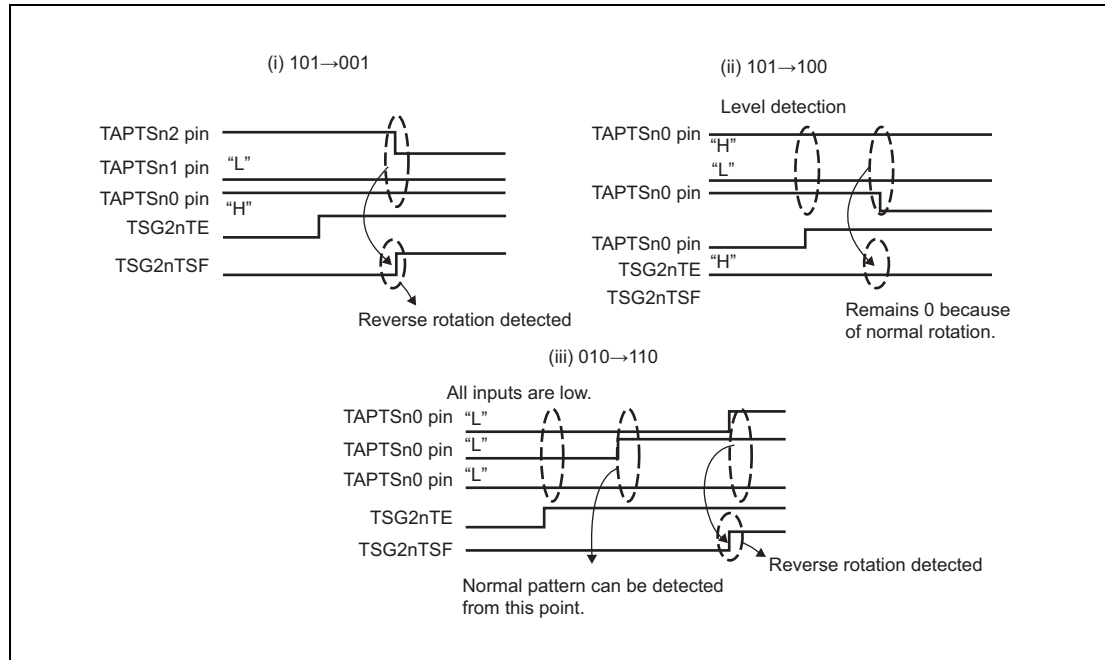 (i) 101→001
TAPTSn2 pin
TAPTSn1 pin “L”
TAPTSn0 pin
“H”
TSG2nTE
TSG2nTSF
Reverse rotation detected
(ii) 101→100
Level detection
TAPTSn0 pin
“H”
“L”
TAPTSn0 pin
TAPTSn0 pin
“H”
TSG2nTE
TSG2nTSF
Remains 0 because
of normal rotation.
(iii) 010→110
All inputs are low.
TAPTSn0 pin “L”
TAPTSn0 pin “L”
TAPTSn0 pin “L”
TSG2nTE
TSG2nTSF
Reverse rotation detected
Normal pattern can be detected
from this point.